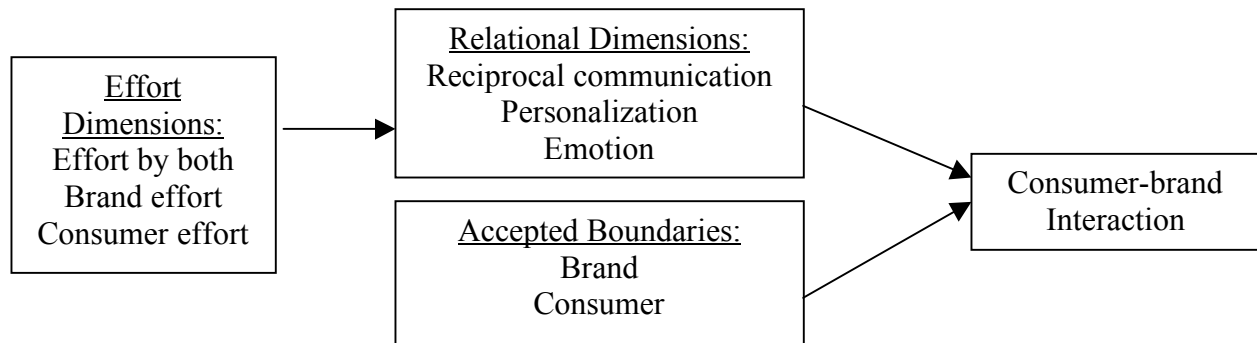 Effort
Dimensions:
Effort by both
Brand effort
Consumer effort
Relational Dimensions:
Reciprocal communication
Personalization
Emotion
Accepted Boundaries:
Brand
Consumer
Consumer-brand
Interaction